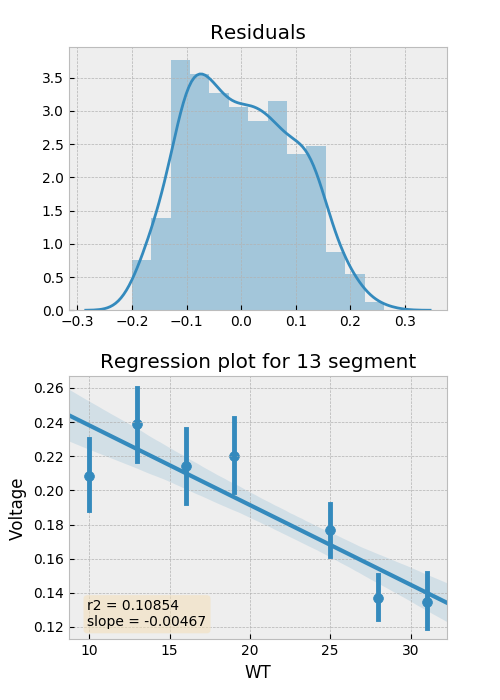 Residuals
3.5
3.0
2.5
2.0
1.5
1.0
0.5
0.0
−0.3 −0.2 −0.1 0.0 0.1 0.2 0.3
Regression plot for 13 segment
0.26
0.24
0.22
0.20
0.18
0.16
0.14
0.12
Voltage
r2 = 0.10854
slope = -0.00467
10 15 20 25 30
WT